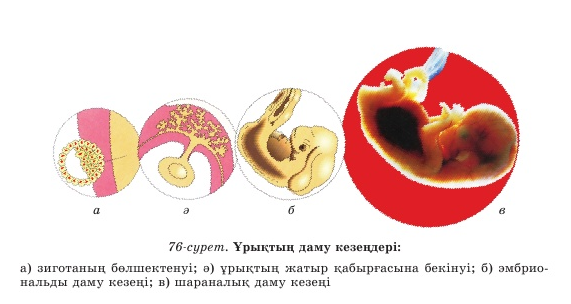 а ә б в
76-сурет. Ұрықтың даму кезеңдері:
а) зиготаның бөлшектенуі; ә) ұрықтың жатыр қабырғасына бекінуі; б) эмбрио-
нальды даму кезеңі; в) шараналық даму кезеңі